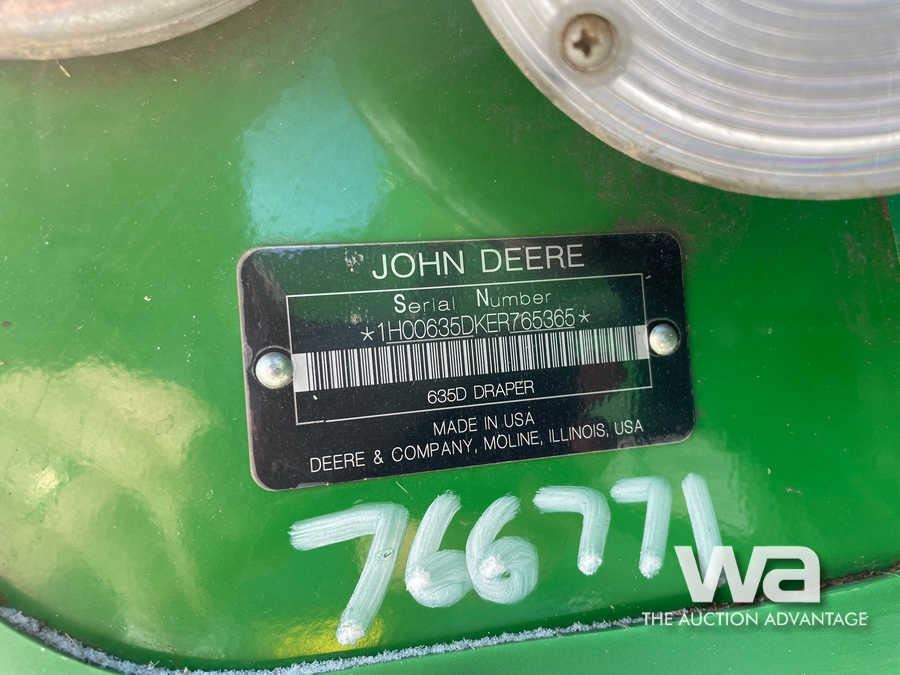 JOHN DEERE
Serial Number
*1H00635DKER765365*
635D DRAPER
MADE IN USA
DEERE & COMPANY, MOLINE, ILLINOIS, USA
766771
wa
THE AUCTION ADVANTAGE